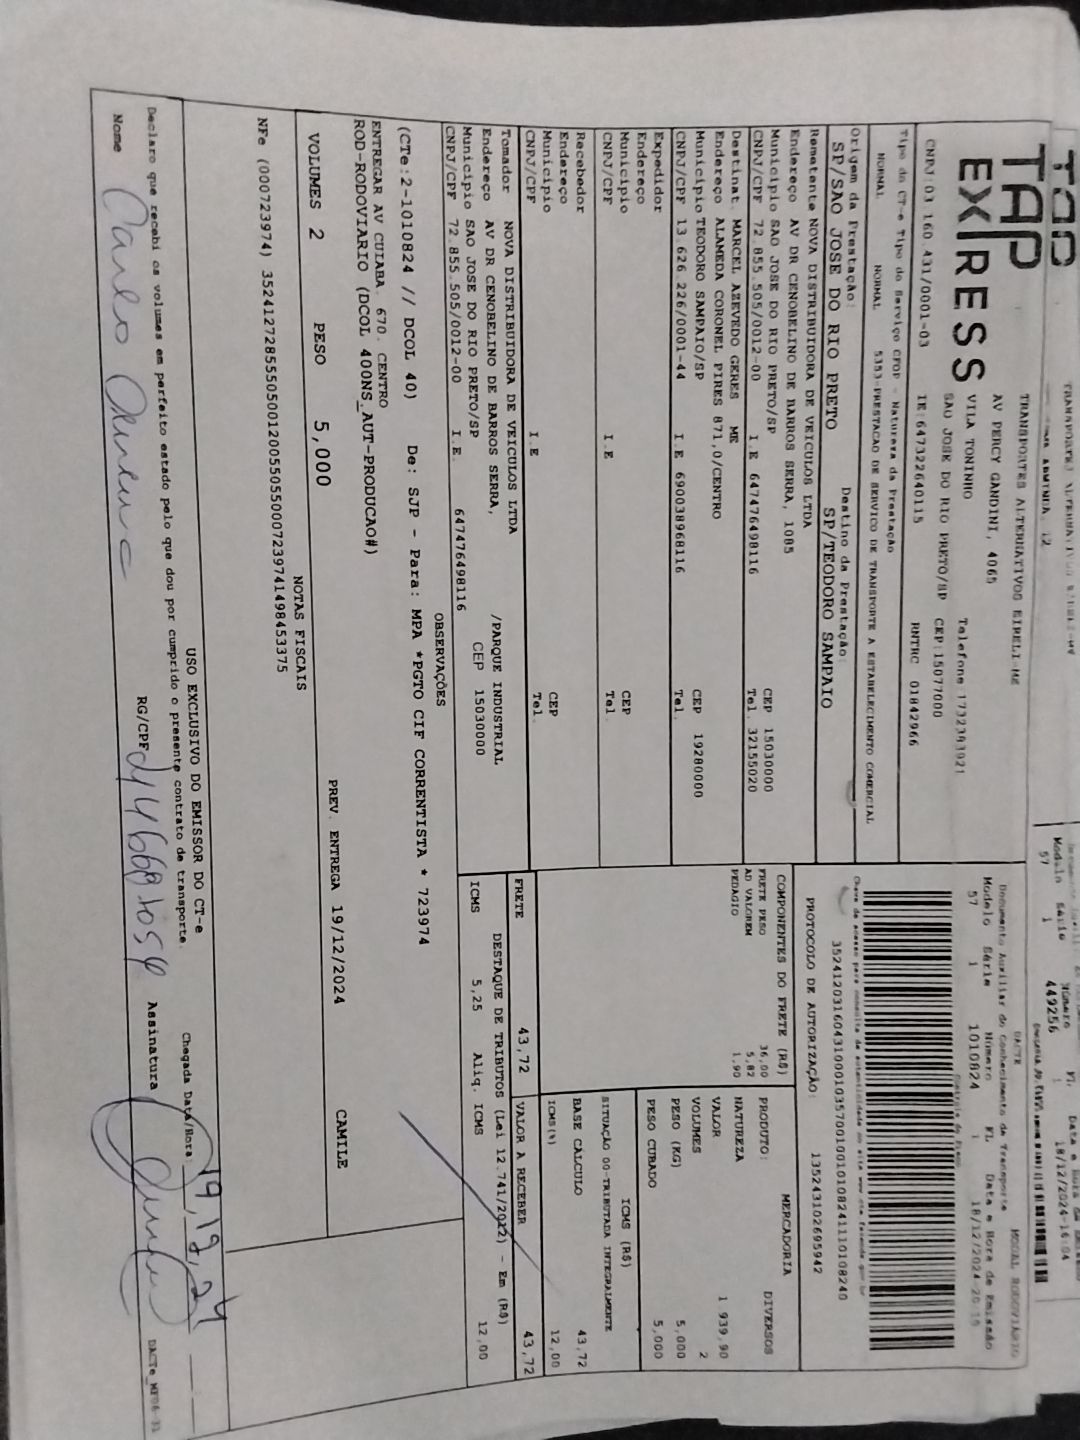 TAP
EXPRESS
TRANSPORTES ALTERNATIVOS EIRELI-ME
AV PERCY GANDINI, 4065
VILA TONINHO Telefone 1732393921
SAO JOSE DO RIO PRETO/SP CEP:15077000
CNPJ:03.160.431/0001-03 IE:647322640115 RNTRC 01842966
Tipo do CT-e Tipo do Serviço CFOP - Natureza da Prestação
NORMAL NORMAL 5353-PRESTACAO DE SERVICO DE TRANSPORTE A ESTABELECIMENTO COMERCIAL
Origem da Prestação: Destino da Prestação:
SP/SAO JOSE DO RIO PRETO SP/TEODORO SAMPAIO
Remetente NOVA DISTRIBUIDORA DE VEICULOS LTDA
Endereço AV DR CENOBELINO DE BARROS SERRA, 1085
Município SAO JOSE DO RIO PRETO/SP CEP 15030000
CNPJ/CPF 72.855.505/0012-00 I.E 647476498116 Tel. 32155020
Destinat. MARCEL AZEVEDO GERES ME
Endereço ALAMEDA CORONEL PIRES 871,0/CENTRO
Município TEODORO SAMPAIO/SP CEP 19280000
CNPJ/CPF 13.626.226/0001-44 I.E 690038968116 Tel.
Expedidor
Endereço
Município CEP
CNPJ/CPF I.E Tel.
Recebedor
Endereço
Município CEP
CNPJ/CPF I.E Tel.
Tomador NOVA DISTRIBUIDORA DE VEICULOS LTDA
Endereço AV DR CENOBELINO DE BARROS SERRA, /PARQUE INDUSTRIAL
Município SAO JOSE DO RIO PRETO/SP CEP 15030000
CNPJ/CPF 72.855.505/0012-00 I.E. 647476498116
Modelo Série Número
57 1 449256
18/12/2024-16:04
DACTE MODAL RODOVIÁRIO
Documento Auxiliar do Conhecimento de Transporte
Modelo Série Número FL Data e Hora de Emissão
57 1 1010824 1
Chave de acesso para consulta de autenticidade no site
35241203160431000103570010010108241110108240
PROTOCOLO DE AUTORIZAÇÃO: 135243102695942
COMPONENTES DO FRETE (R$)
FRETE PESO 36,00
AD VALOREM 5,82
PEDAGIO 1,90
MERCADORIA
PRODUTO: DIVERSOS
NATUREZA
VALOR 1 939,90
VOLUMES 2
PESO (KG) 5,000
PESO CUBADO 5,000
ICMS (R$)
SITUAÇÃO 00-TRIBUTADA INTEGRALMENTE
BASE CALCULO 43,72
ICMS(%) 12,00
FRETE 43,72 VALOR A RECEBER 43,72
DESTAQUE DE TRIBUTOS (Lei 12.741/2012) - Em (R$)
ICMS 5,25 Aliq. ICMS 12,00
OBSERVAÇÕES
(CTe:2-1010824 // DCOL 40) De: SJP - Para: MPA *PGTO CIF CORRENTISTA * 723974
ENTREGAR AV CUIABA. 670. CENTRO
ROD-RODOVIARIO (DCOL 400NS_AUT-PRODUCAO#)
VOLUMES 2 PESO 5,000 PREV. ENTREGA 19/12/2024 CAMILE
NOTAS FISCAIS
NFe (000723974) 35241272855505001200550550007239741498453375
USO EXCLUSIVO DO EMISSOR DO CT-e
Declaro que recebi os volumes em perfeito estado pelo que dou por cumprido o presente contrato de transporte.
Chegada Data/Hora: 19,12,24
Nome RG/CPF Assinatura